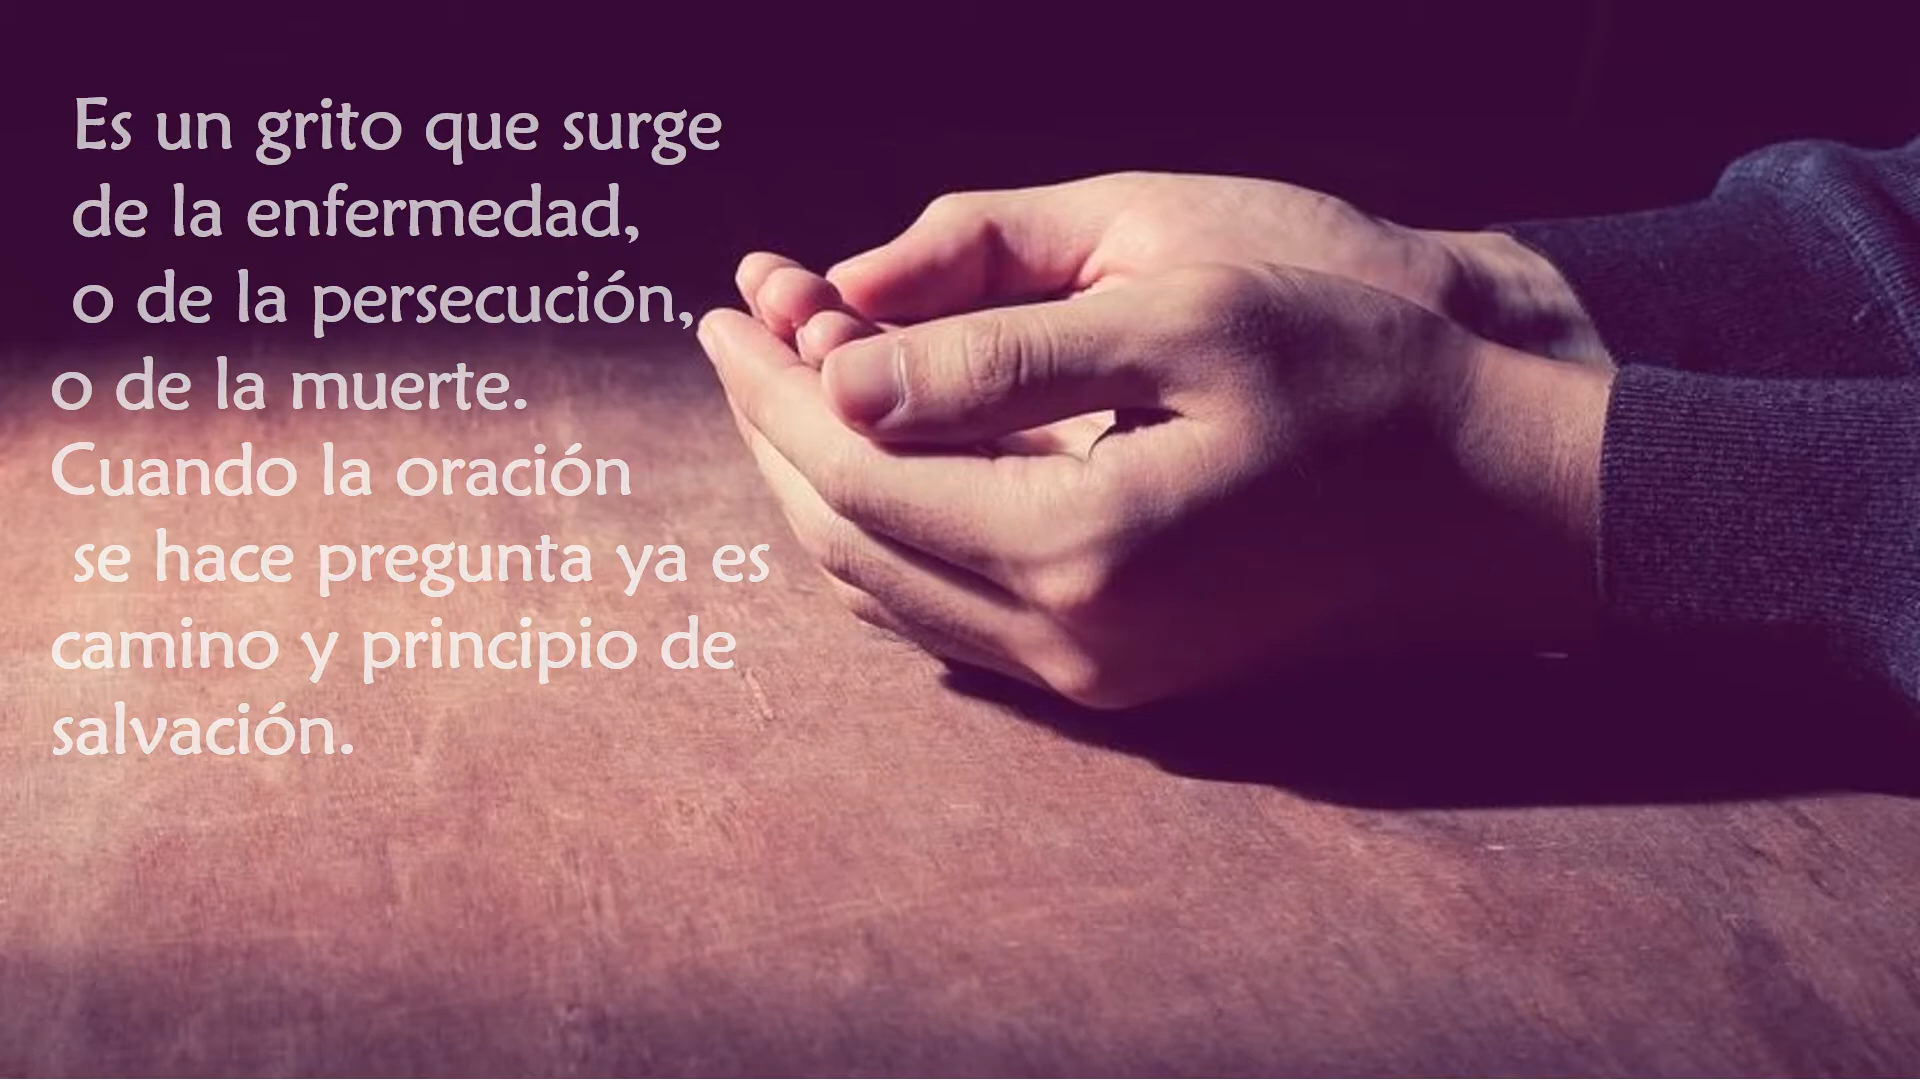 Es un grito que surge
de la enfermedad,
o de la persecución,
o de la muerte.
Cuando la oración
se hace pregunta ya es
camino y principio de
salvación.